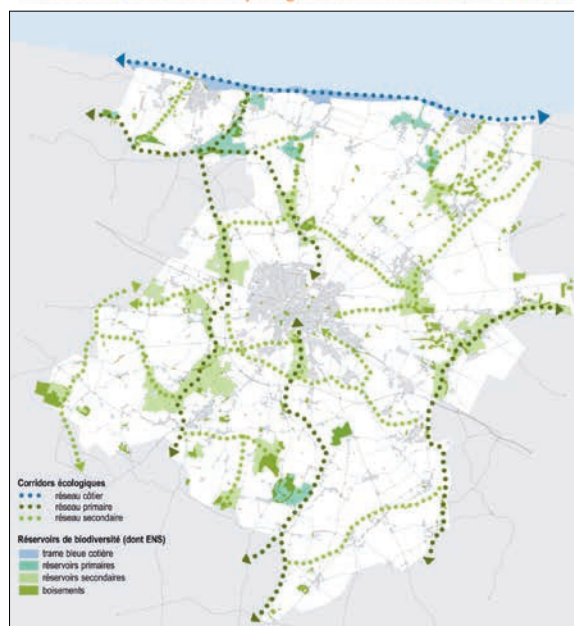 Corridors écologiques
réseau côtier
réseau primaire
réseau secondaire
Réservoirs de biodiversité (dont ENS)
trame bleue cotière
réservoirs primaires
réservoirs secondaires
boisements